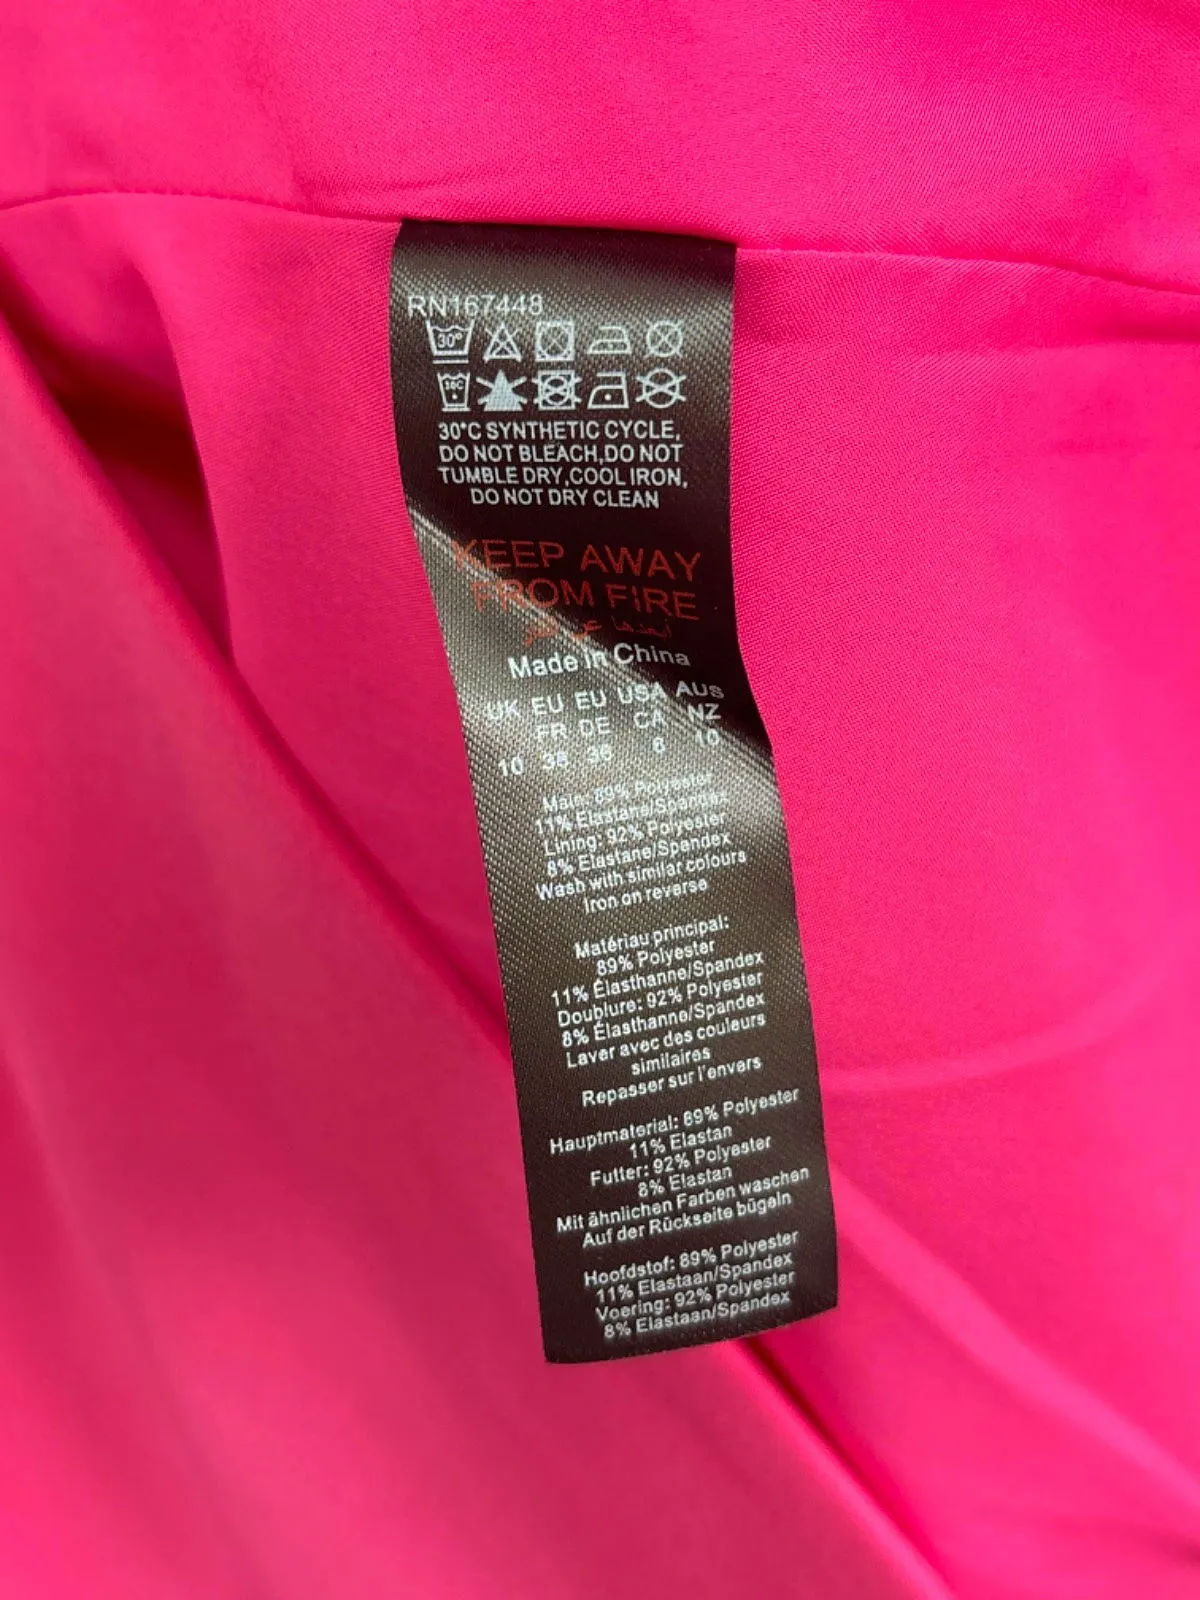 RN167448
30°
30°C SYNTHETIC CYCLE,
DO NOT BLEACH,DO NOT
TUMBLE DRY,COOL IRON,
DO NOT DRY CLEAN
KEEP AWAY
FROM FIRE
أبعدها عن النار
Made in China
UK EU EU USA AUS
FR DE CA NZ
10 38 36 6 10
Main: 89% Polyester
11% Elastane/Spandex
Lining: 92% Polyester
8% Elastane/Spendex
Wash with similar colours
Iron on reverse
Matériau principal:
89% Polyester
11% Élasthanne/Spandex
Doublure: 92% Polyester
8% Élasthanne/Spandex
Laver avec des couleurs
similaires
Repasser sur l'envers
Hauptmaterial: 89% Polyester
11% Elastan
Futter: 92% Polyester
8% Elastan
Mit ähnlichen Farben waschen
Auf der Rückseite bügeln
Hoofdstof: 89% Polyester
11% Elastaan/Spandex
Voering: 92% Polyester
8% Elastaan/Spandex